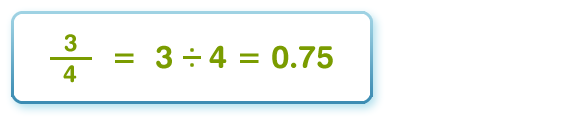 3/4 = 3 ÷ 4 = 0.75